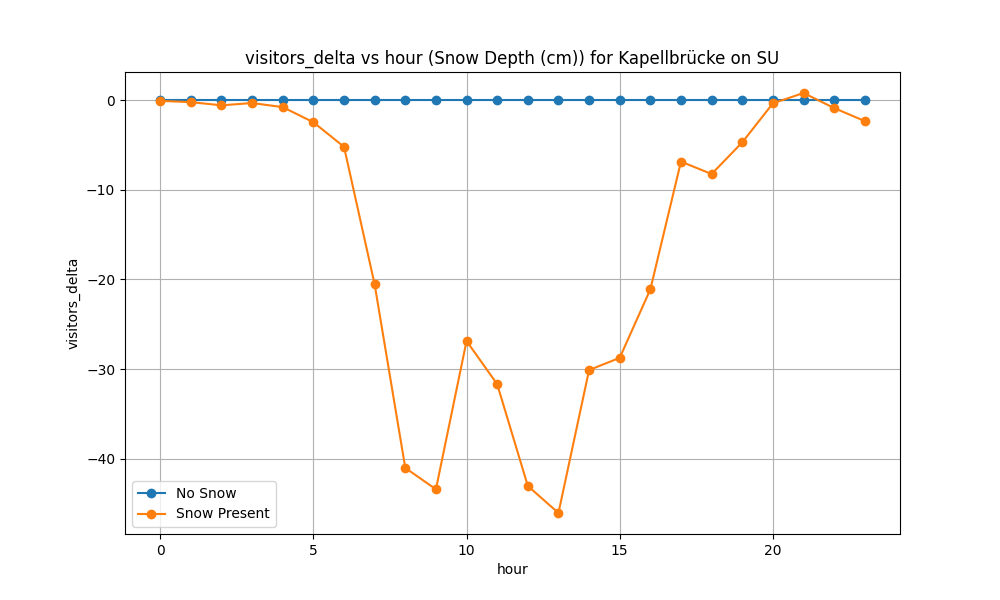 visitors_delta vs hour (Snow Depth (cm)) for Kapellbrücke on SU
visitors_delta
0
−10
−20
−30
−40
No Snow
Snow Present
0 5 10 15 20
hour